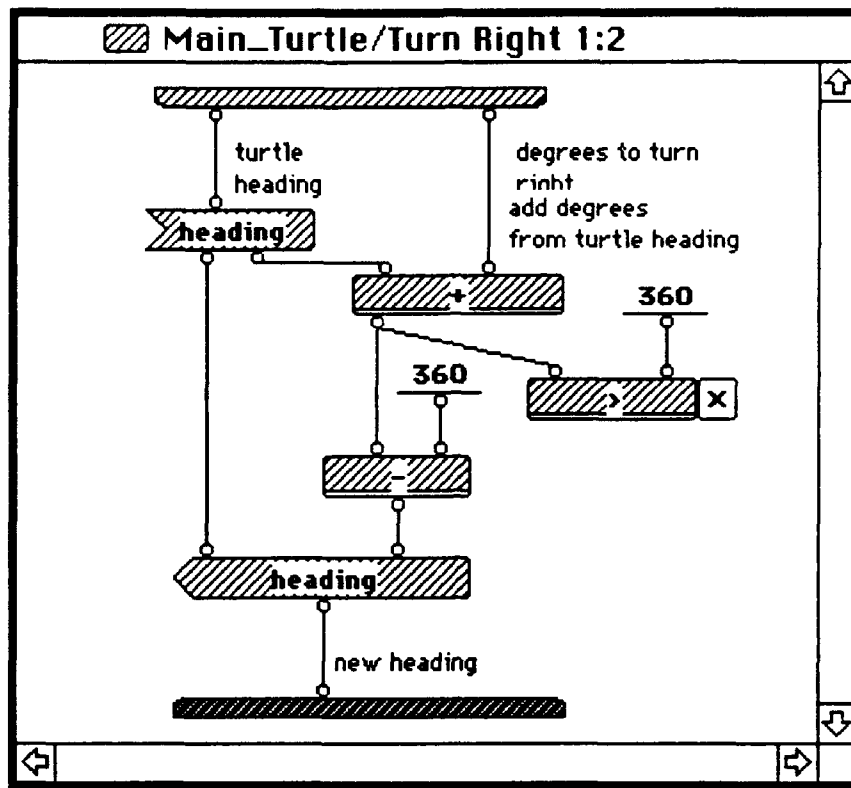 Main_Turtle/Turn Right 1:2
turtle
heading
degrees to turn
right
add degrees
from turtle heading
heading
+
360
360
>
X
-
heading
new heading